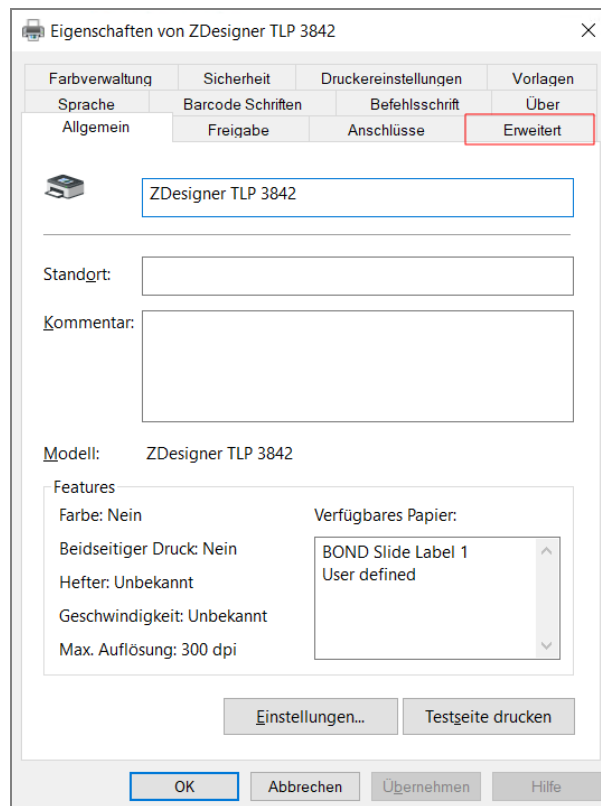 Eigenschaften von ZDesigner TLP 3842
Farbverwaltung Sicherheit Druckereinstellungen Vorlagen
Sprache Barcode Schriften Befehlsschrift Über
Allgemein Freigabe Anschlüsse Erweitert
ZDesigner TLP 3842
Standort:
Kommentar:
Modell: ZDesigner TLP 3842
Features
Farbe: Nein Verfügbares Papier:
Beidseitiger Druck: Nein BOND Slide Label 1
User defined
Hefter: Unbekannt
Geschwindigkeit: Unbekannt
Max. Auflösung: 300 dpi
Einstellungen... Testseite drucken
OK Abbrechen Übernehmen Hilfe